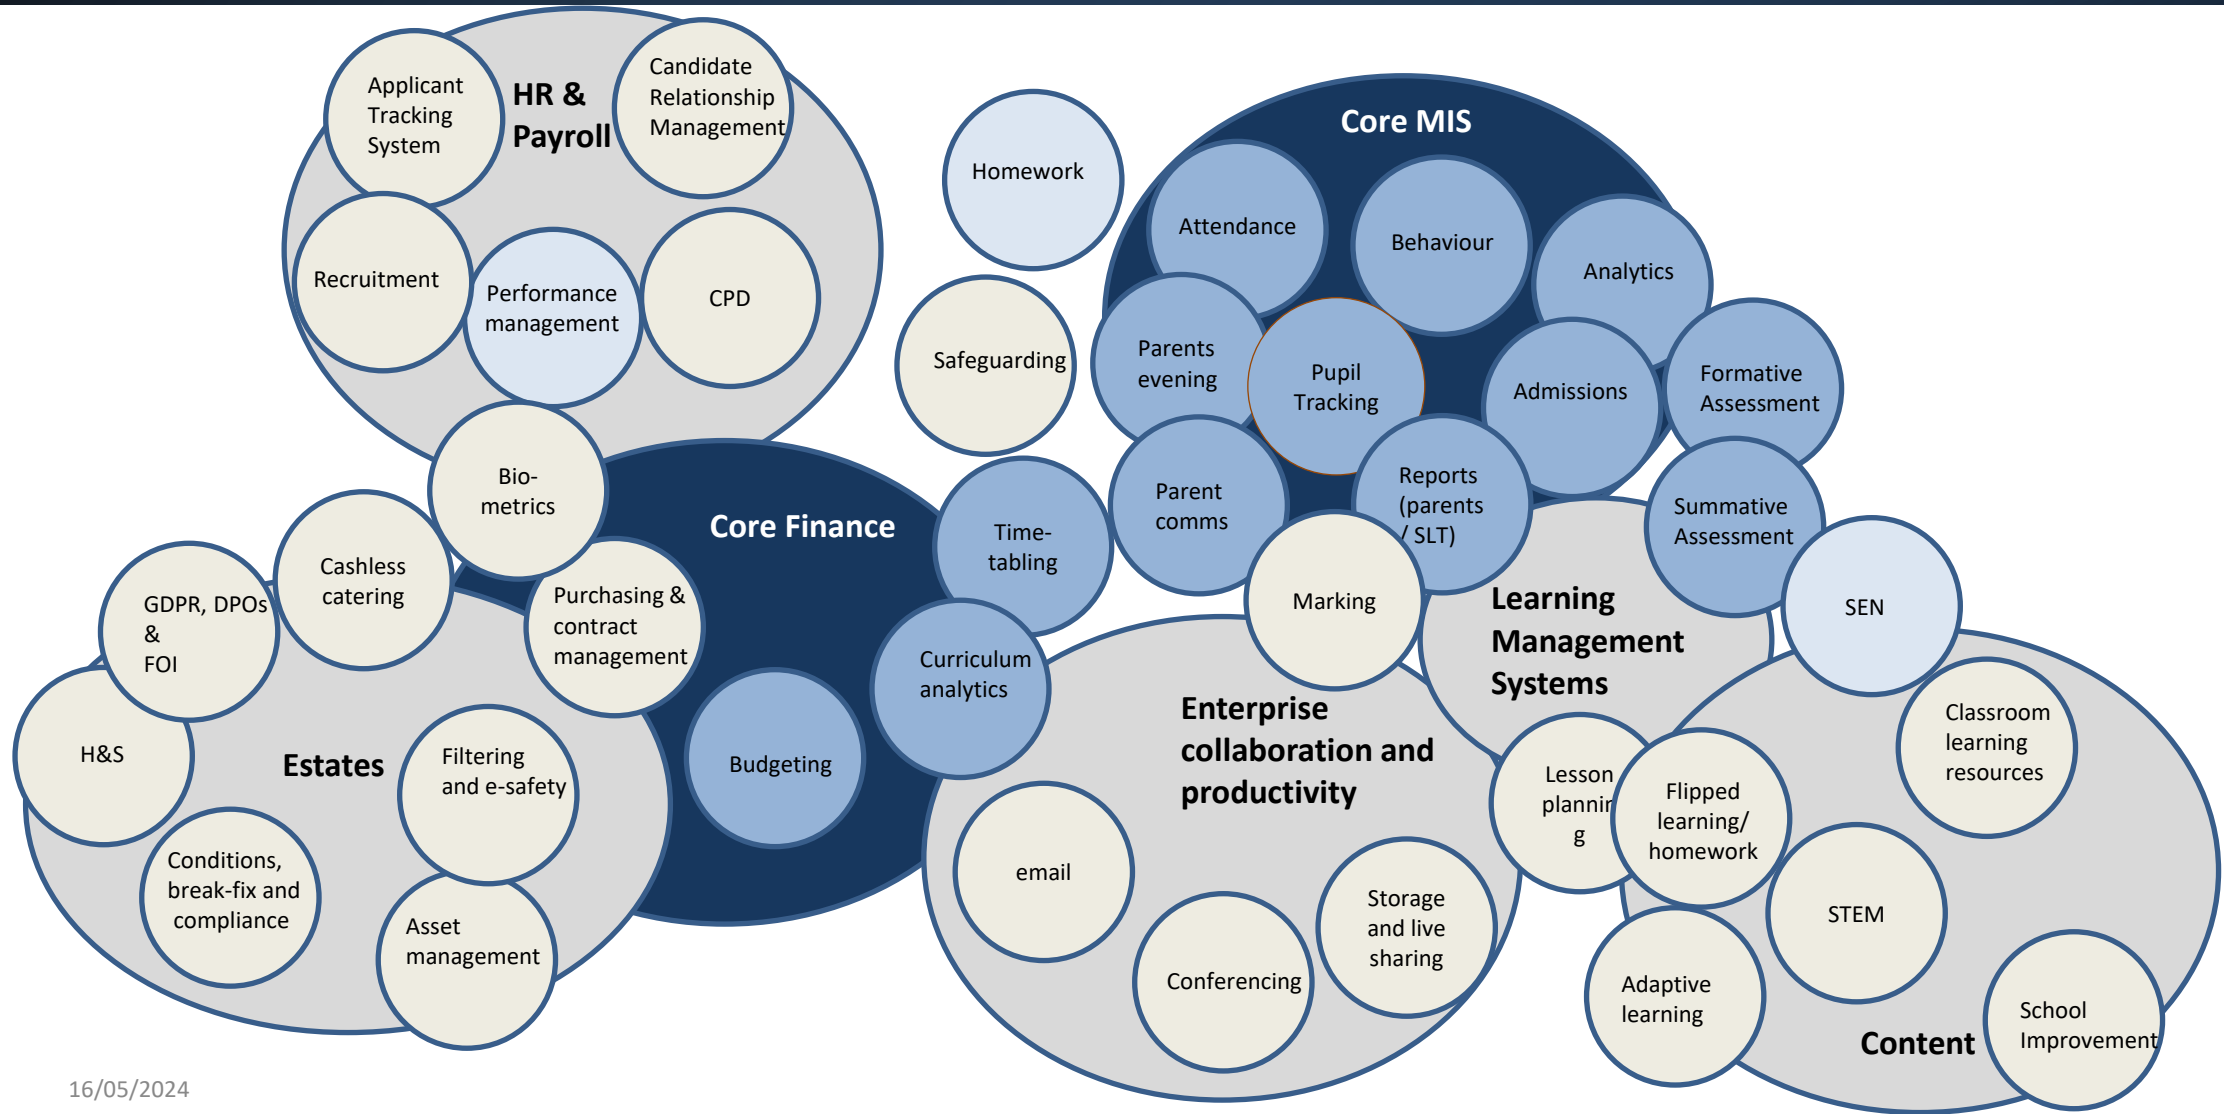 HR &
Payroll
Applicant
Tracking
System
Candidate
Relationship
Management
Recruitment
Performance
management
CPD
Homework
Safeguarding
Core MIS
Attendance
Behaviour
Analytics
Parents
evening
Pupil
Tracking
Admissions
Formative
Assessment
Parent
comms
Reports
(parents
/ SLT)
Summative
Assessment
Bio-
metrics
Core Finance
Time-
tabling
Cashless
catering
Purchasing &
contract
management
Curriculum
analytics
Budgeting
GDPR, DPOs
&
FOI
H&S
Estates
Filtering
and e-safety
Conditions,
break-fix and
compliance
Asset
management
Marking
Learning
Management
Systems
SEN
Enterprise
collaboration and
productivity
email
Conferencing
Storage
and live
sharing
Lesson
plannin
g
Flipped
learning/
homework
Classroom
learning
resources
STEM
Adaptive
learning
Content
School
Improvement
16/05/2024